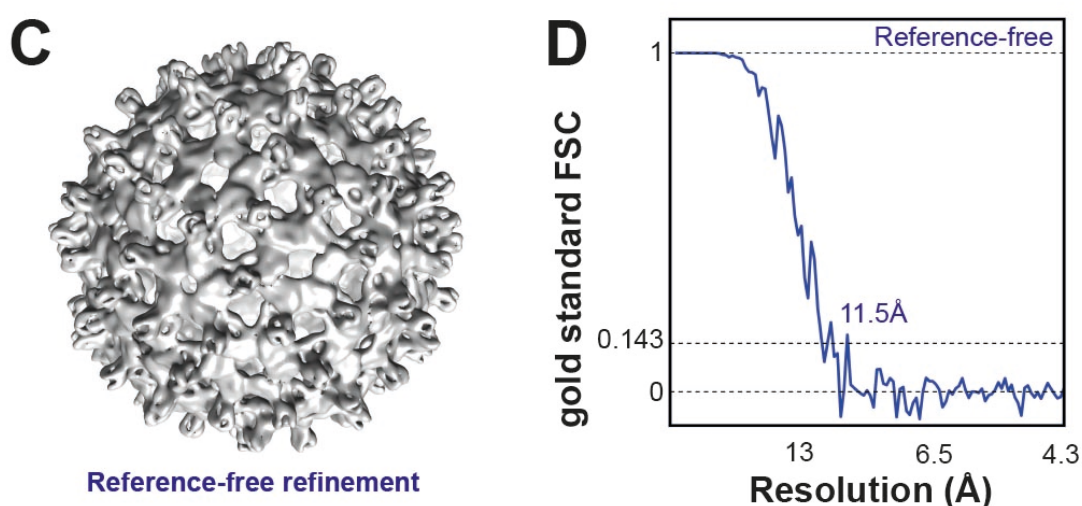 C
Reference-free refinement
D
Reference-free
1
11.5Å
0.143
0
gold standard FSC
13
6.5
4.3
Resolution (Å)